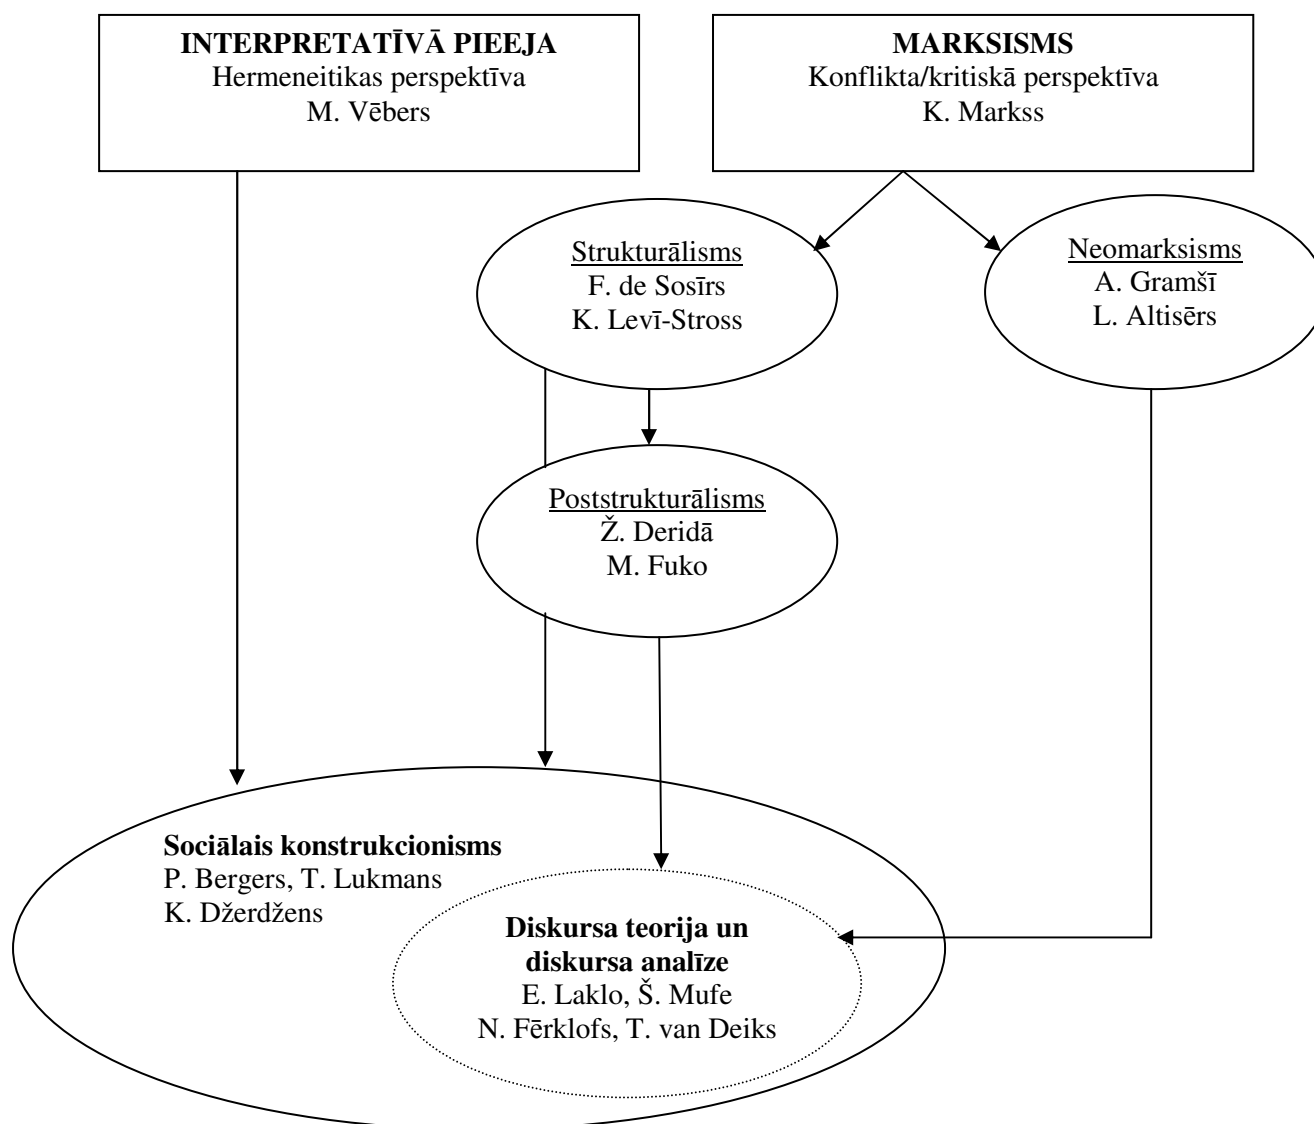 INTERPRETATĪVĀ PIEEJA
Hermeneitikas perspektīva
M. Vēbers
MARKSISMS
Konflikta/kritiskā perspektīva
K. Markss
Strukturālisms
F. de Sosīrs
K. Levī-Stross
Neomarksisms
A. Gramšī
L. Altisērs
Poststrukturālisms
Ž. Deridā
M. Fuko
Sociālais konstrukcionisms
P. Bergers, T. Lukmans
K. Džerdžens
Diskursa teorija un
diskursa analīze
E. Laklo, Š. Mufe
N. Fērklofs, T. van Deiks